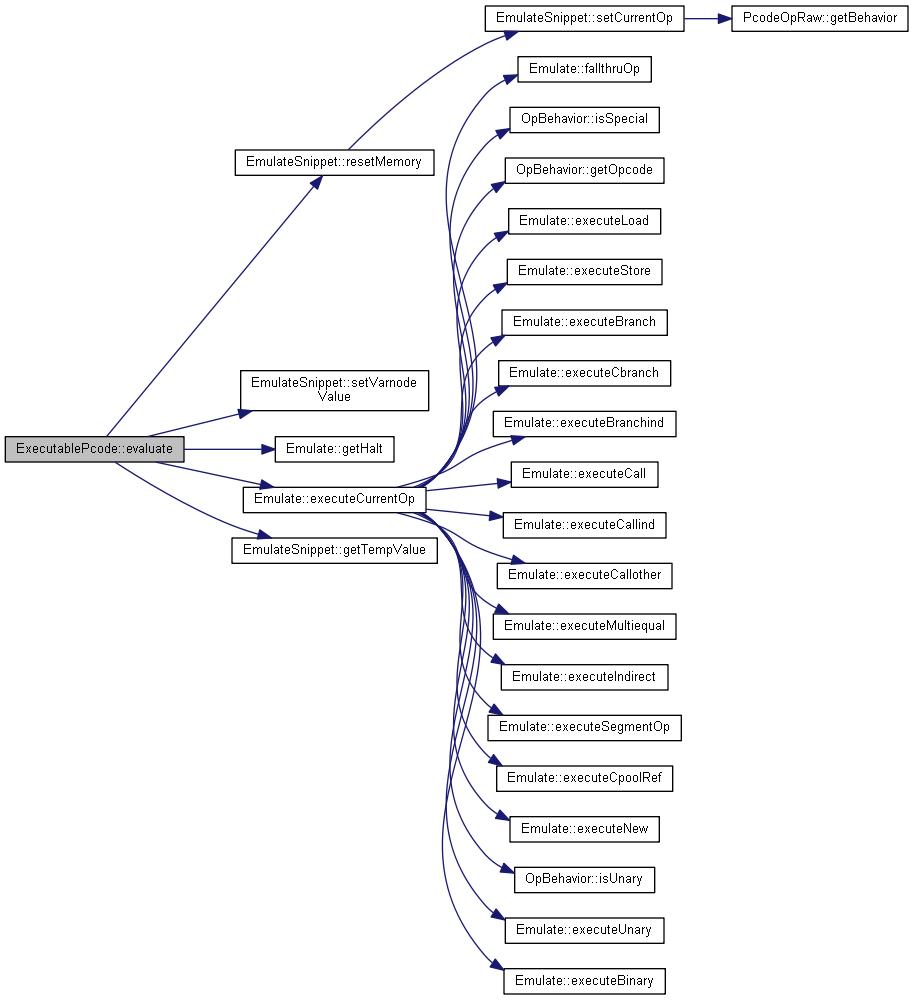 EmulateSnippet::setCurrentOp
PcodeOpRaw::getBehavior
Emulate::fallthruOp
OpBehavior::isSpecial
EmulateSnippet::resetMemory
OpBehavior::getOpcode
Emulate::executeLoad
Emulate::executeStore
Emulate::executeBranch
Emulate::executeCbranch
EmulateSnippet::setVarnode
Value
Emulate::executeBranchind
ExecutablePcode::evaluate
Emulate::getHalt
Emulate::executeCall
Emulate::executeCurrentOp
Emulate::executeCallind
EmulateSnippet::getTempValue
Emulate::executeCallother
Emulate::executeMultiequal
Emulate::executeIndirect
Emulate::executeSegmentOp
Emulate::executeCpoolRef
Emulate::executeNew
OpBehavior::isUnary
Emulate::executeUnary
Emulate::executeBinary